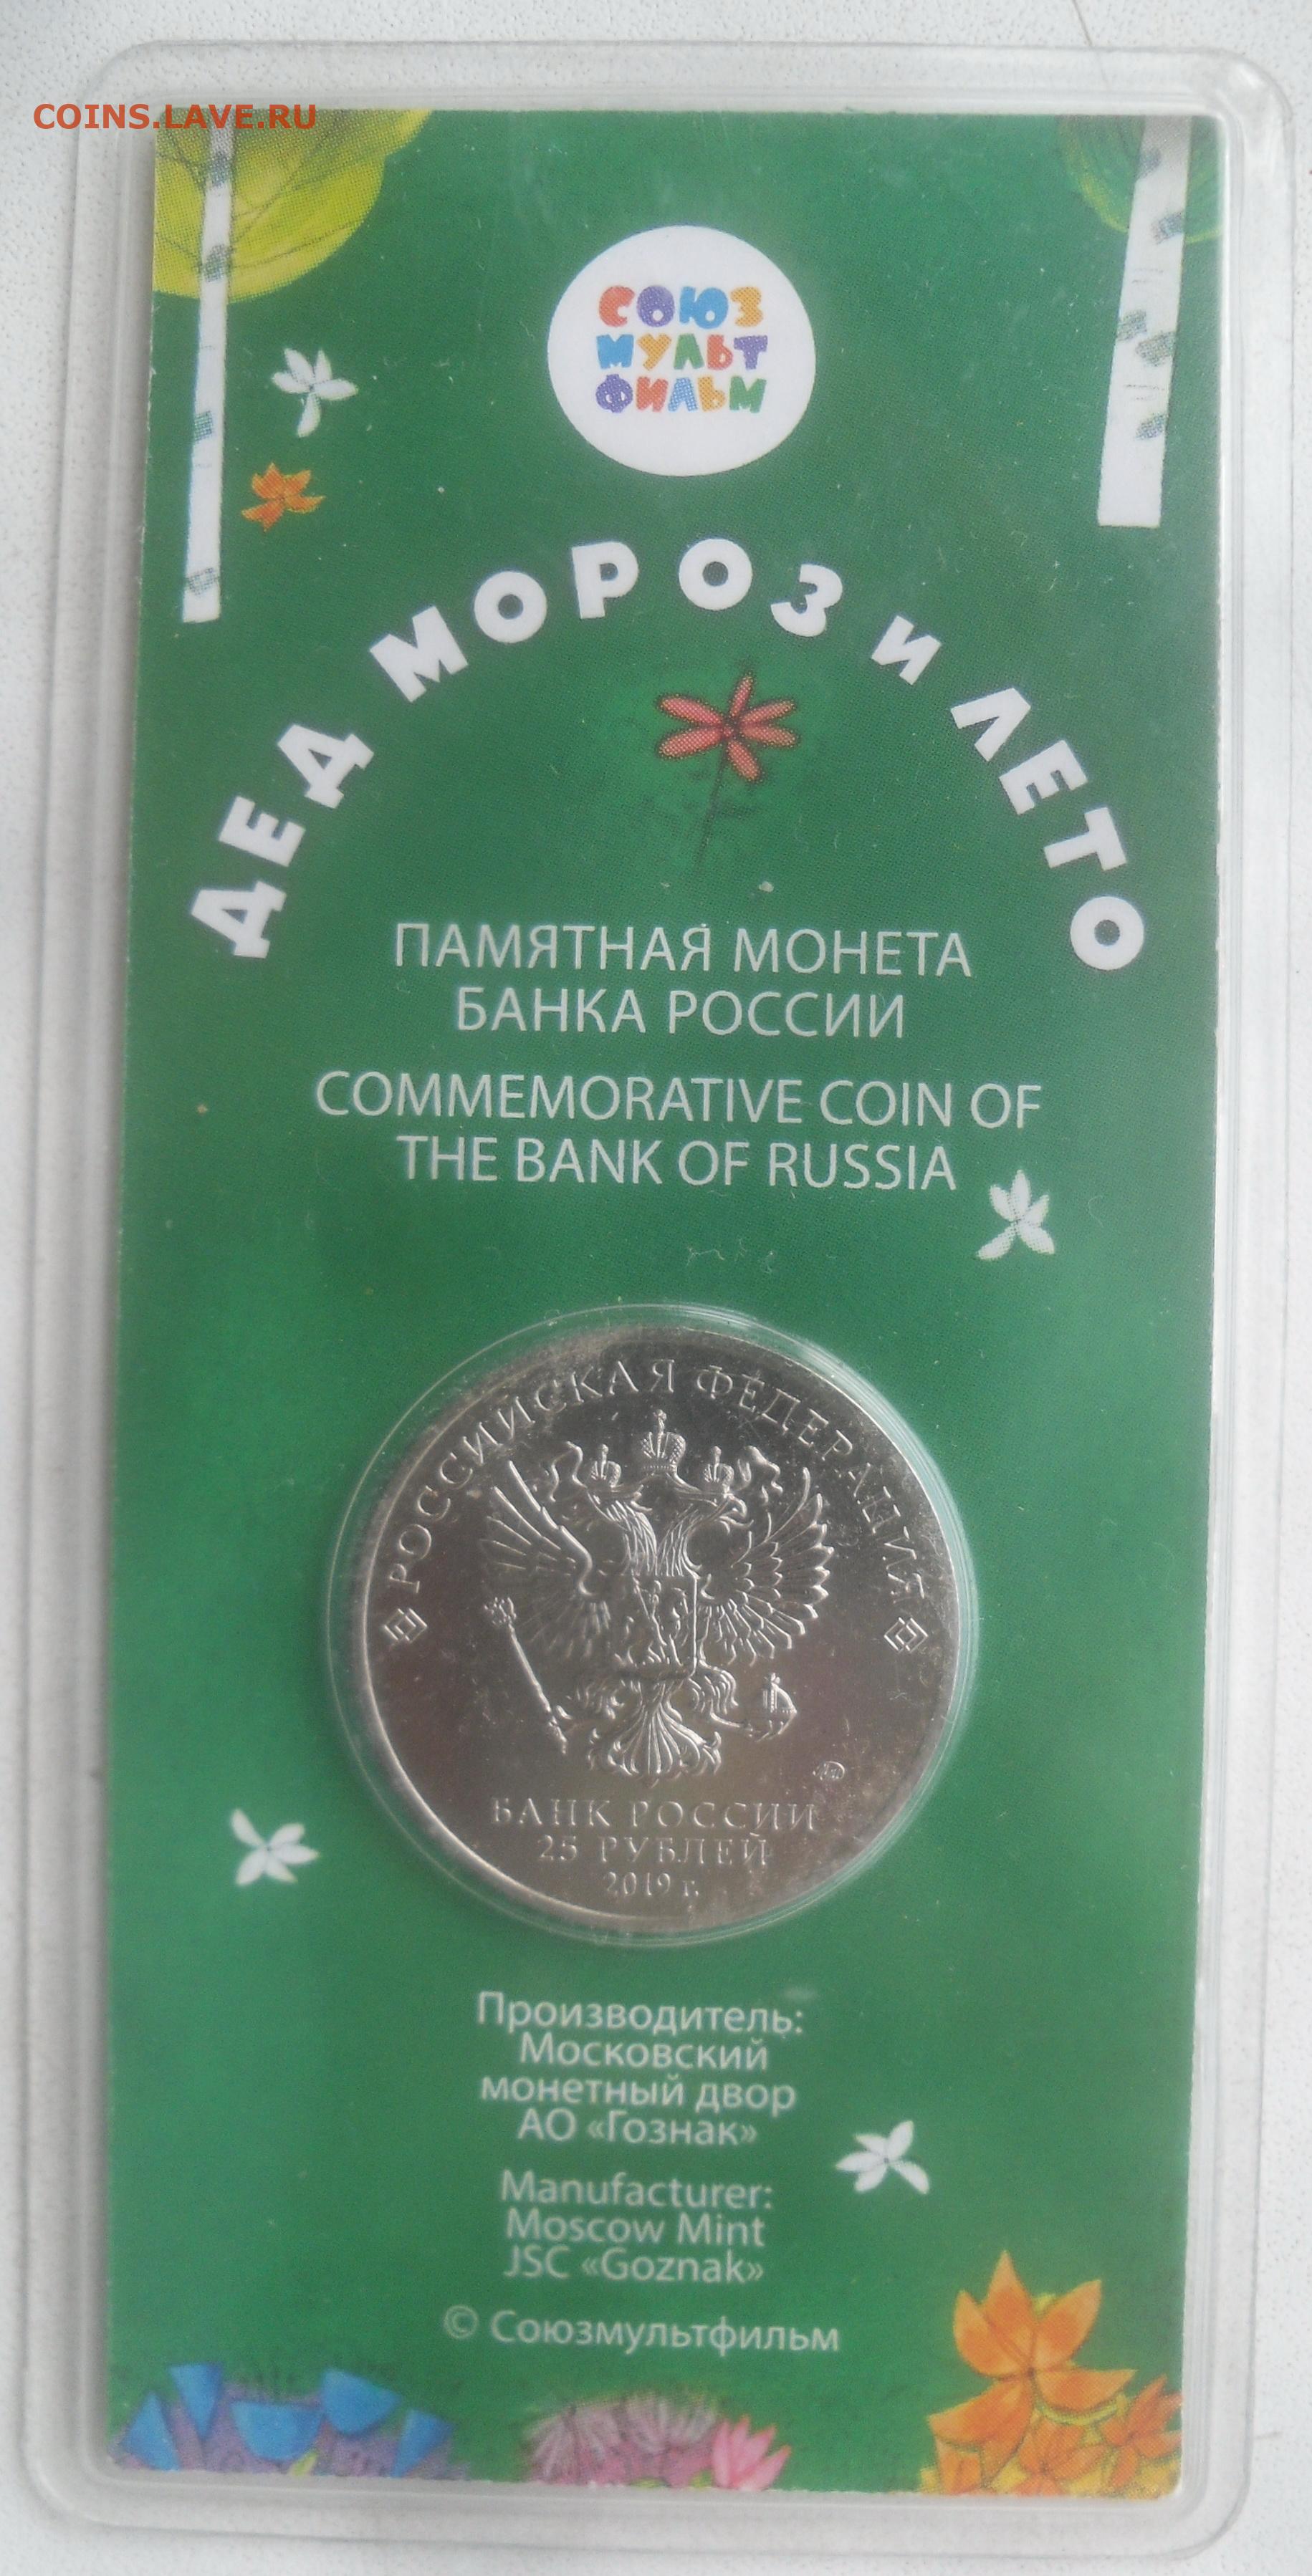 COINS.LAVE.RU
СОЮЗ
МУЛЬТ
ФИЛЬМ
ДЕД МОРОЗ И ЛЕТО
ПАМЯТНАЯ МОНЕТА
БАНКА РОССИИ
COMMEMORATIVE COIN OF
THE BANK OF RUSSIA
РОССИЙСКАЯ ФЕДЕРАЦИЯ
БАНК РОССИИ
25 РУБЛЕЙ
2019 г.
Производитель:
Московский
монетный двор
АО «Гознак»
Manufacturer:
Moscow Mint
JSC «Goznak»
© Союзмультфильм